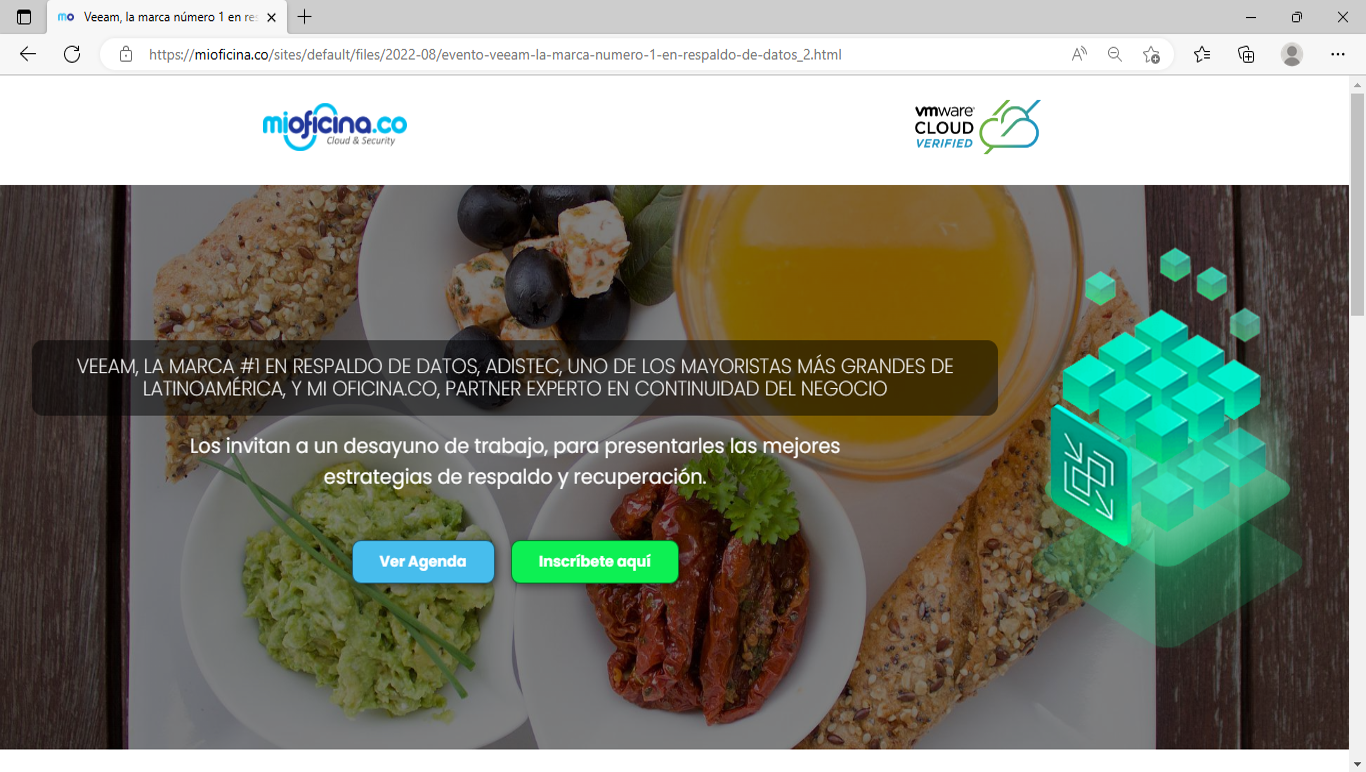 Veeam, la marca número 1 en res
https://mioficina.co/sites/default/files/2022-08/evento-veeam-la-marca-numero-1-en-respaldo-de-datos_2.html
mioficina.co
Cloud & Security
vmware
CLOUD
VERIFIED
VEEAM, LA MARCA #1 EN RESPALDO DE DATOS, ADISTEC, UNO DE LOS MAYORISTAS MÁS GRANDES DE
LATINOAMÉRICA, Y MI OFICINA.CO, PARTNER EXPERTO EN CONTINUIDAD DEL NEGOCIO
Los invitan a un desayuno de trabajo, para presentarles las mejores
estrategias de respaldo y recuperación.
Ver Agenda
Inscríbete aquí